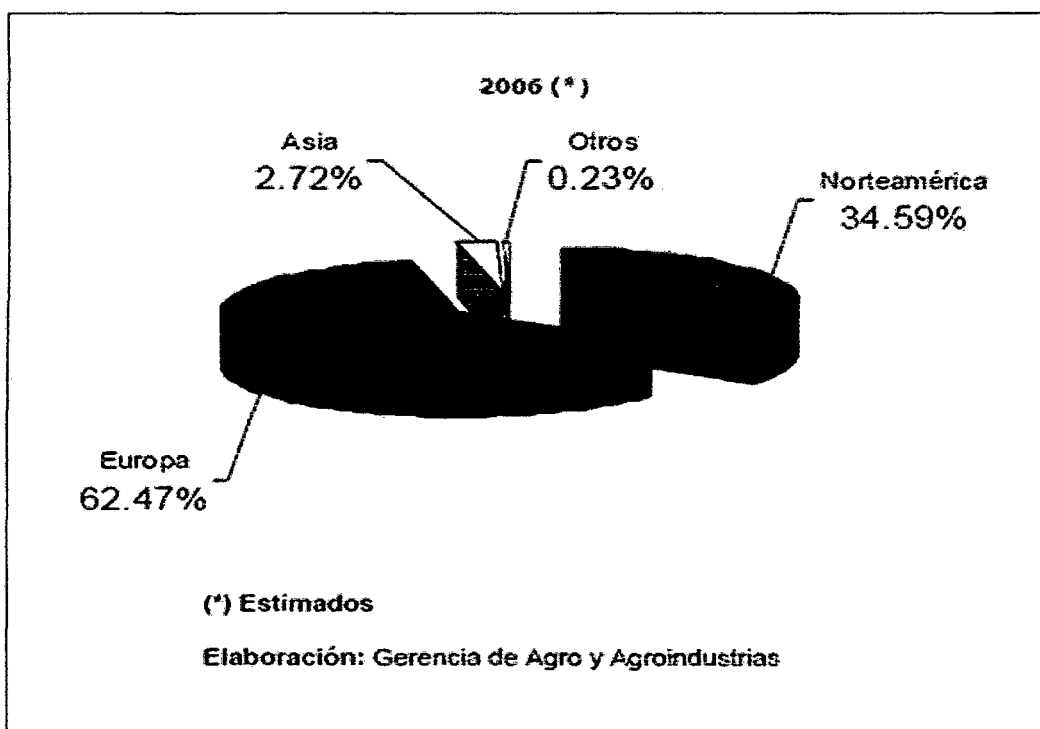 2006 (*)
Asia
2.72%
Otros
0.23%
Norteamérica
34.59%
Europa
62.47%
(*) Estimados
Elaboración: Gerencia de Agro y Agroindustrias